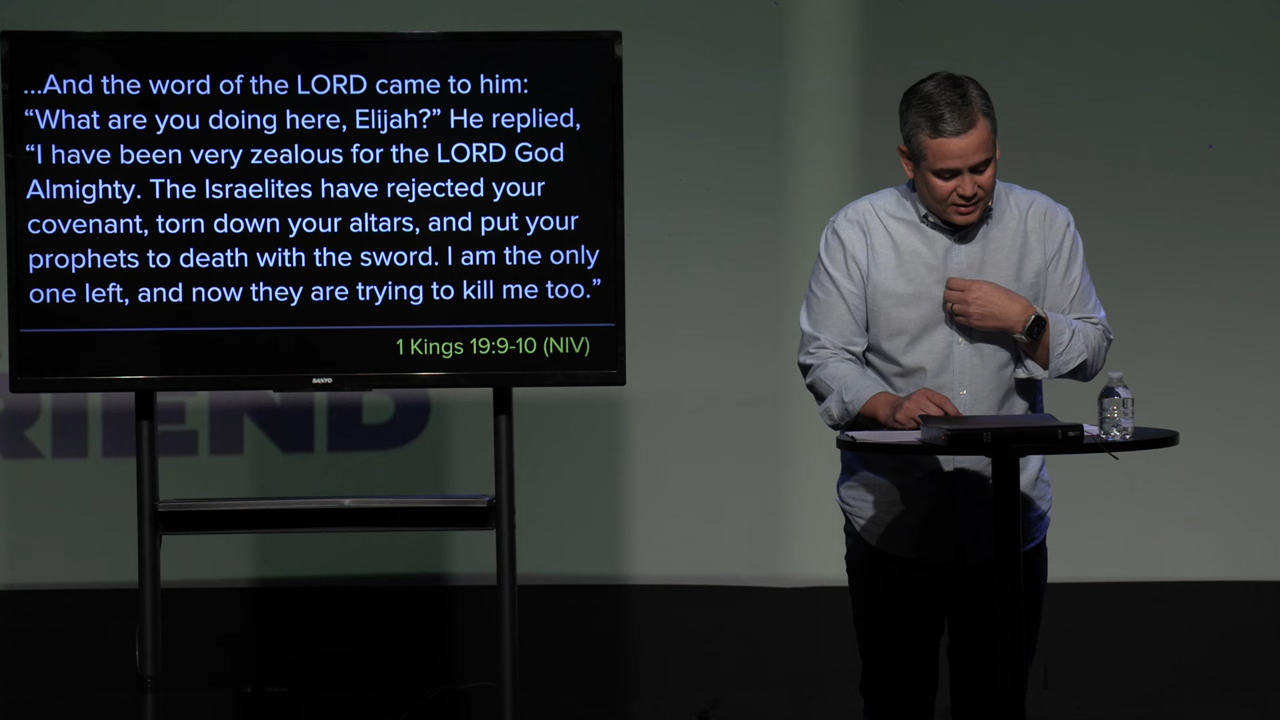 ...And the word of the LORD came to him:
“What are you doing here, Elijah?” He replied,
“I have been very zealous for the LORD God
Almighty. The Israelites have rejected your
covenant, torn down your altars, and put your
prophets to death with the sword. I am the only
one left, and now they are trying to kill me too.”
1 Kings 19:9-10 (NIV)
SANYO
RIEND